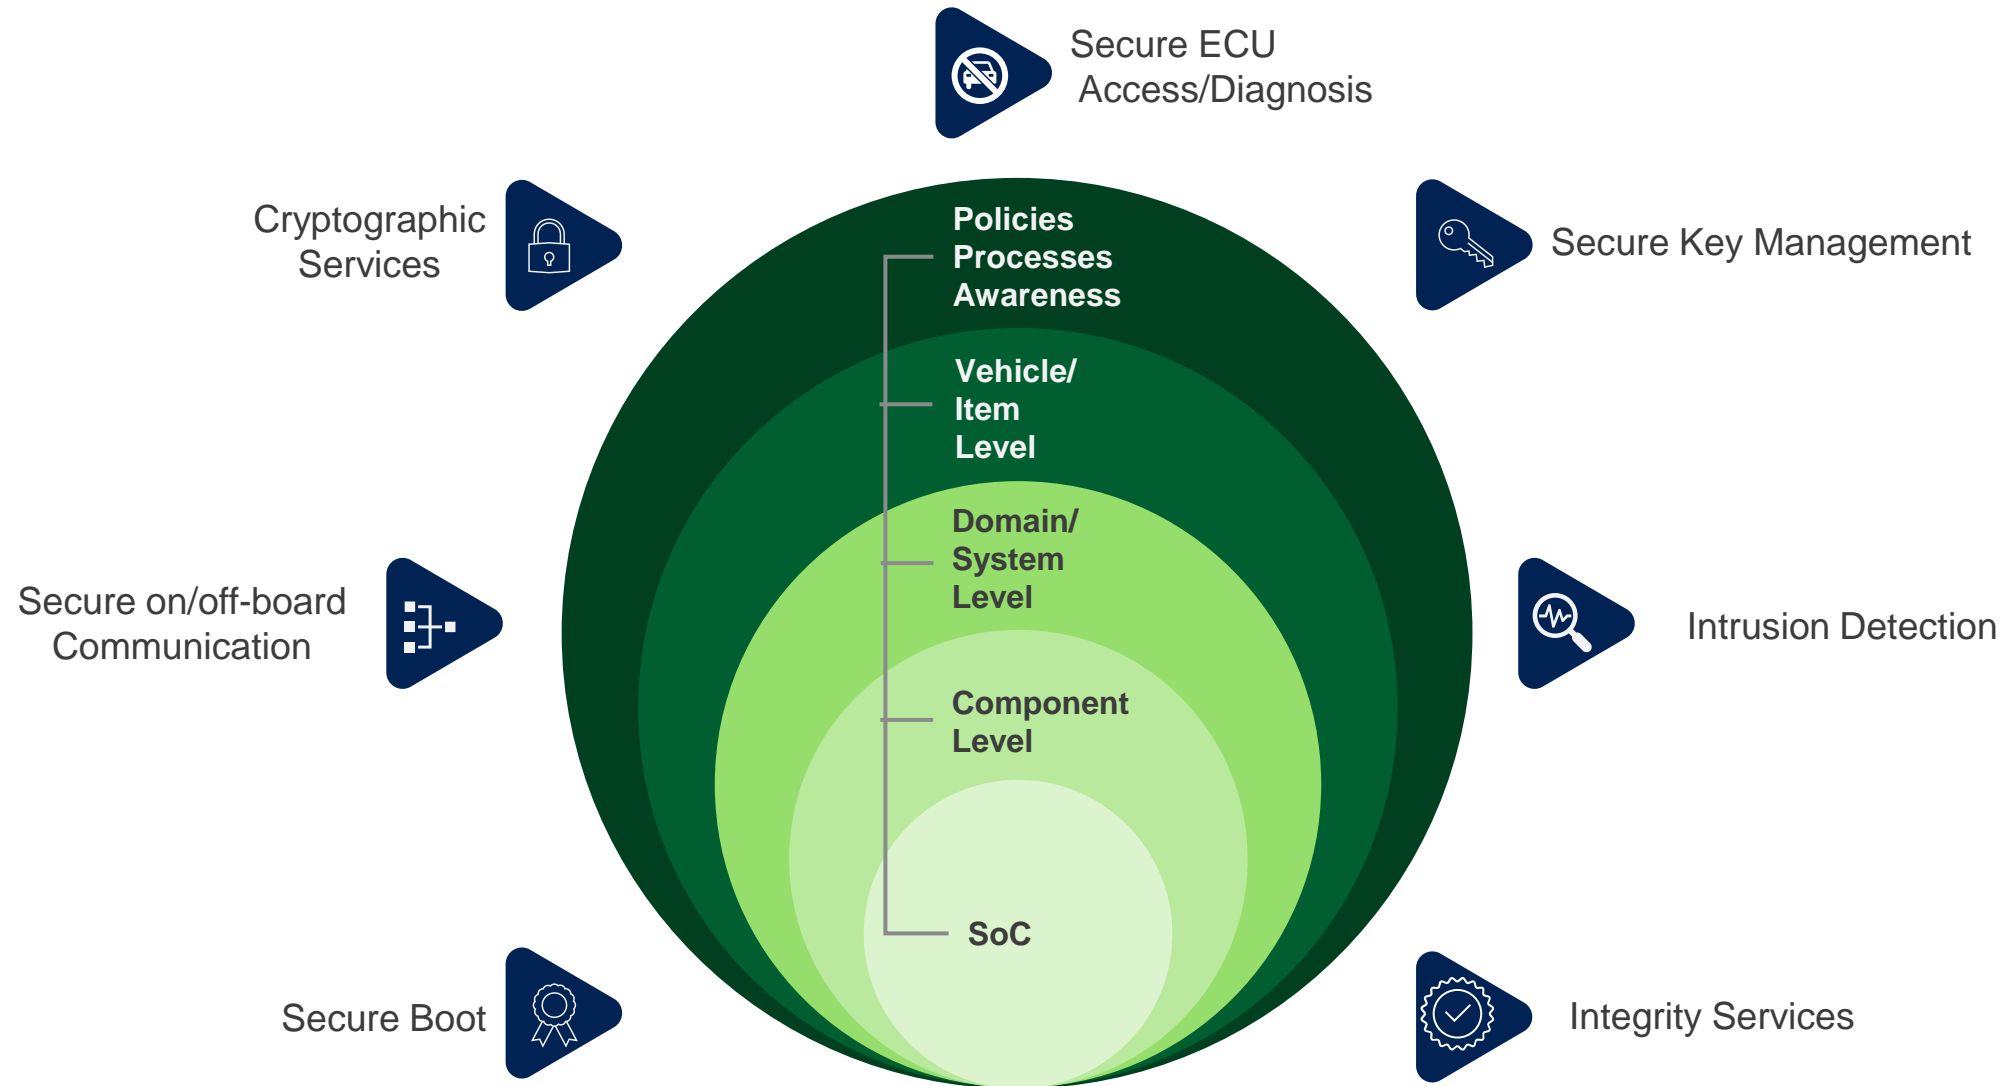 Secure ECU
Access/Diagnosis
Cryptographic
Services
Secure Key Management
Policies
Processes
Awareness
Vehicle/
Item
Level
Domain/
System
Level
Secure on/off-board
Communication
Intrusion Detection
Component
Level
SoC
Secure Boot
Integrity Services